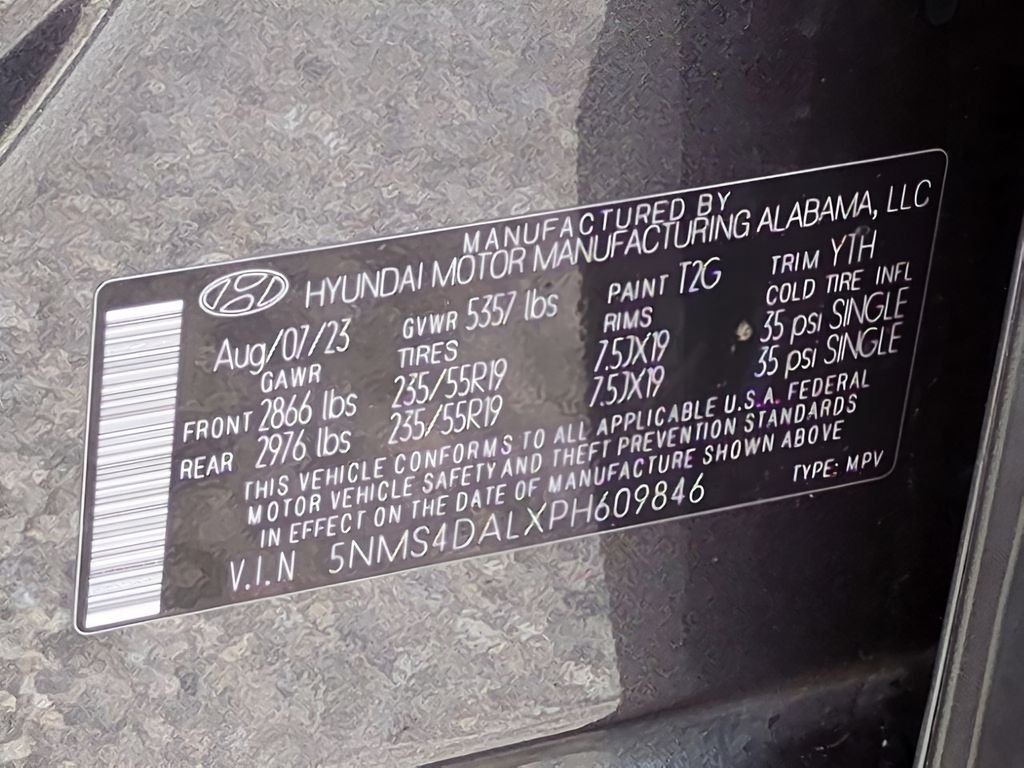 MANUFACTURED BY
HYUNDAI MOTOR MANUFACTURING ALABAMA, LLC
Aug/07/23 GVWR 5357 lbs PAINT T2G TRIM YTH
GAWR TIRES RIMS COLD TIRE INFL
FRONT 2866 lbs 235/55R19 7.5JX19 35 psi SINGLE
REAR 2976 lbs 235/55R19 7.5JX19 35 psi SINGLE
THIS VEHICLE CONFORMS TO ALL APPLICABLE U.S.A. FEDERAL
MOTOR VEHICLE SAFETY AND THEFT PREVENTION STANDARDS
IN EFFECT ON THE DATE OF MANUFACTURE SHOWN ABOVE
V.I.N 5NMS4DALXPH609846 TYPE: MPV